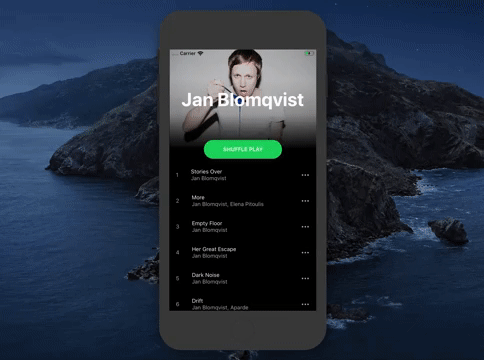 Carrier
Jan Blomqvist
SHUFFLE PLAY
1
Stories Over
Jan Blomqvist
2
More
Jan Blomqvist, Elena Pitoulis
3
Empty Floor
Jan Blomqvist
4
Her Great Escape
Jan Blomqvist
5
Dark Noise
Jan Blomqvist
6
Drift
Jan Blomqvist, Aparde